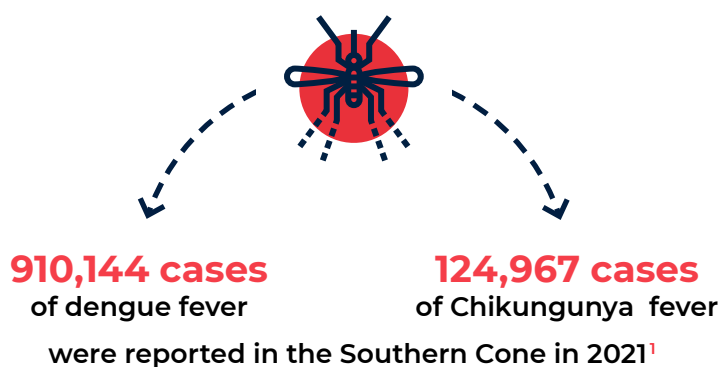 910,144 cases
of dengue fever
124,967 cases
of Chikungunya fever
were reported in the Southern Cone in 2021¹